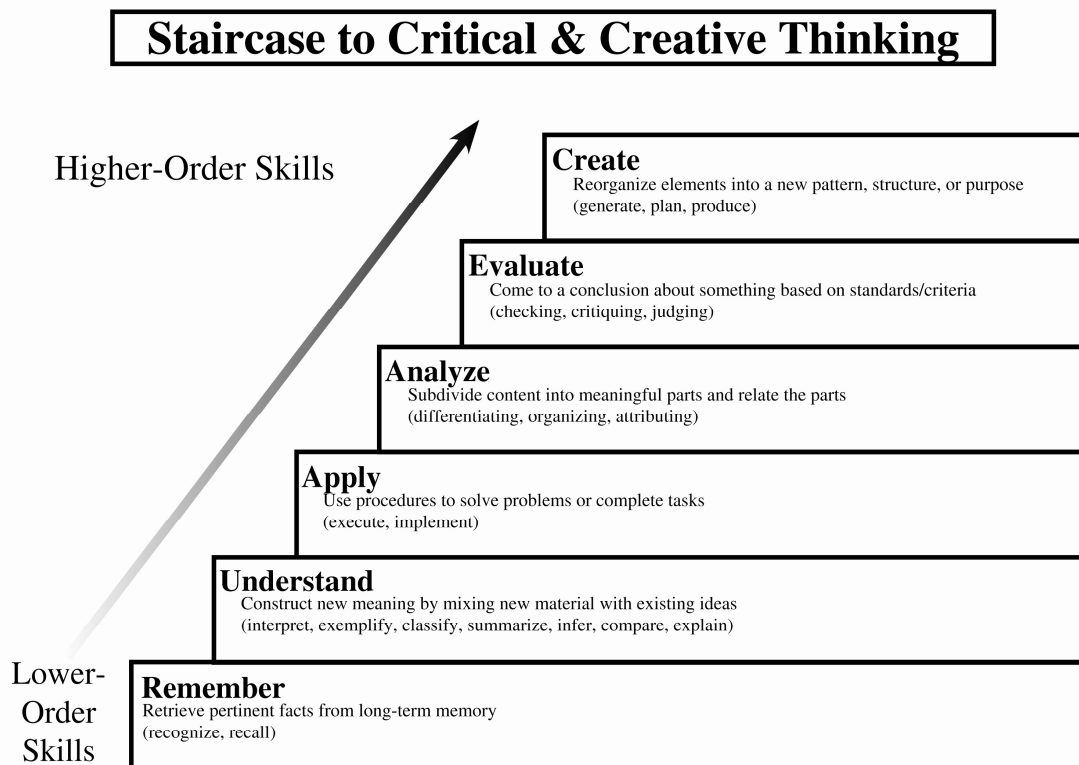 Staircase to Critical & Creative Thinking
Higher-Order Skills
Create
Reorganize elements into a new pattern, structure, or purpose
(generate, plan, produce)
Evaluate
Come to a conclusion about something based on standards/criteria
(checking, critiquing, judging)
Analyze
Subdivide content into meaningful parts and relate the parts
(differentiating, organizing, attributing)
Apply
Use procedures to solve problems or complete tasks
(execute, implement)
Understand
Construct new meaning by mixing new material with existing ideas
(interpret, exemplify, classify, summarize, infer, compare, explain)
Remember
Retrieve pertinent facts from long-term memory
(recognize, recall)
Lower-
Order
Skills